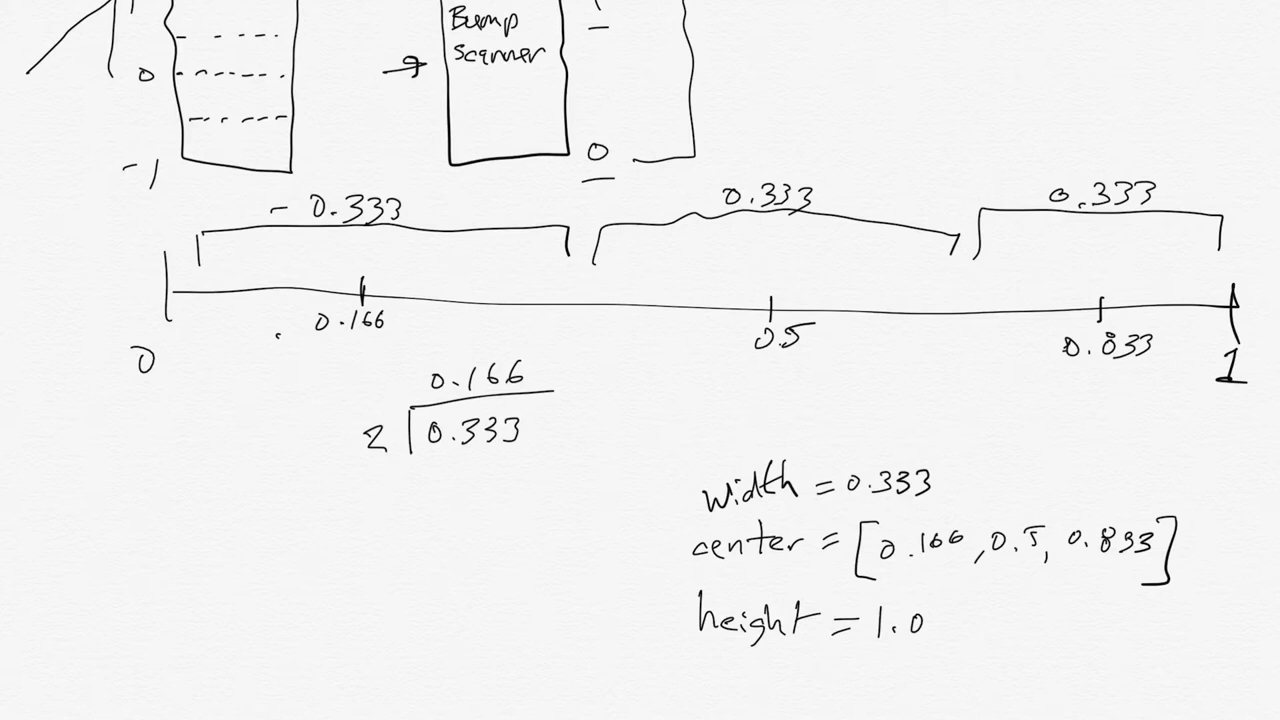 Bump
Scanner
0
-1
0
- 0.333
0.333
0.333
0.166
0.5
0.833
0
1
0.166
2
0.333
width = 0.333
center = [0.166, 0.5, 0.833]
height = 1.0